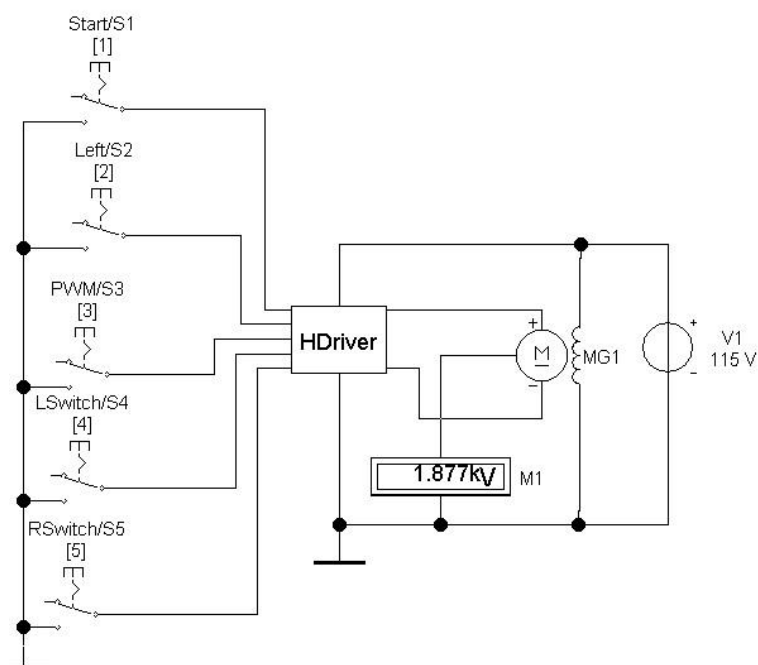 Start/S1
[1]
Left/S2
[2]
PWM/S3
[3]
LSwitch/S4
[4]
RSwitch/S5
[5]
HDriver
+
M
−
MG1
+
V1
115 V
−
1.877kV
M1